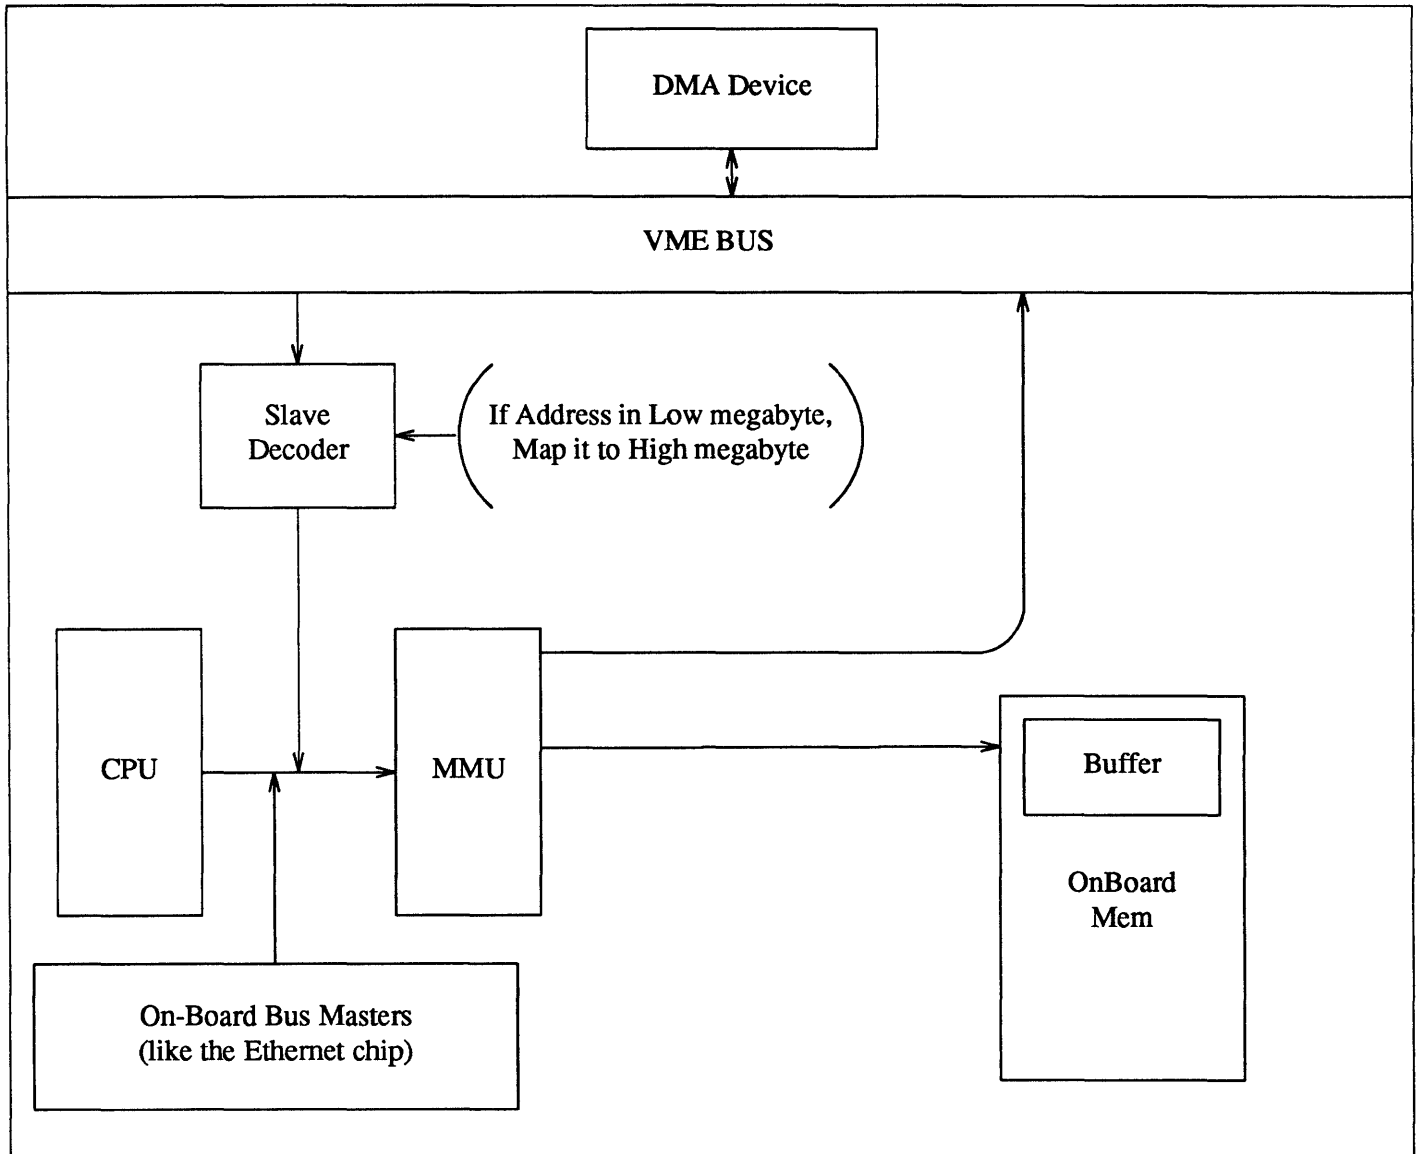 DMA Device
VME BUS
Slave
Decoder
If Address in Low megabyte,
Map it to High megabyte
CPU
MMU
Buffer
OnBoard
Mem
On-Board Bus Masters
(like the Ethernet chip)